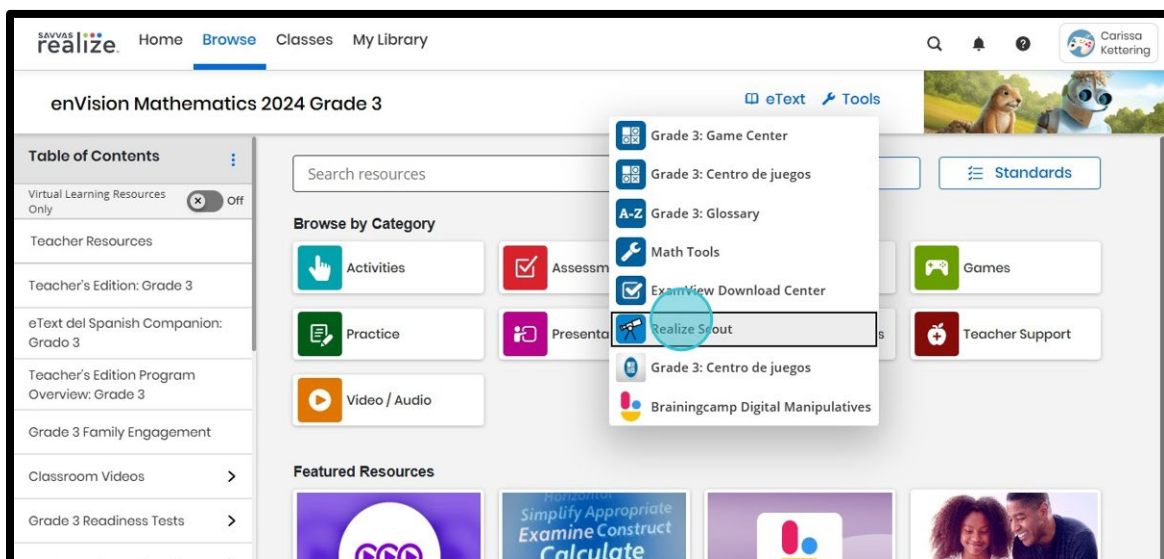 savvas
realize.
Home Browse Classes My Library
Carissa
Kettering
enVision Mathematics 2024 Grade 3
eText Tools
Table of Contents
Virtual Learning Resources
Only
Off
Teacher Resources
Teacher's Edition: Grade 3
eText del Spanish Companion:
Grado 3
Teacher's Edition Program
Overview: Grade 3
Grade 3 Family Engagement
Classroom Videos
Grade 3 Readiness Tests
Search resources
Standards
Browse by Category
Activities
Assessm
Games
Practice
Presenta
s
Teacher Support
Video / Audio
Grade 3: Game Center
Grade 3: Centro de juegos
A-Z Grade 3: Glossary
Math Tools
ExamView Download Center
Realize Scout
Grade 3: Centro de juegos
Brainingcamp Digital Manipulatives
Featured Resources
Horizontal
Simplify Appropriate
Examine Construct
Calculate